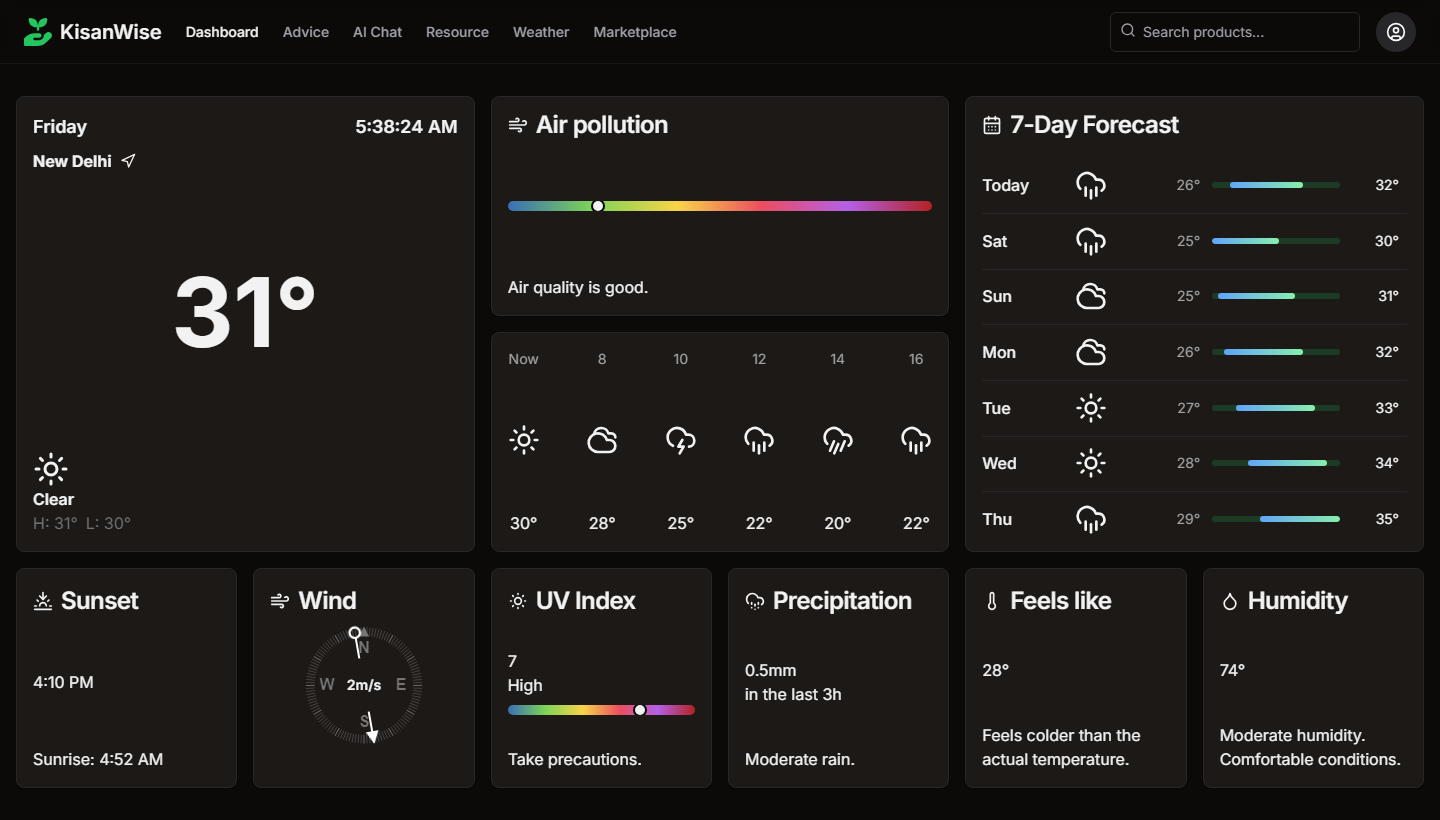 KisanWise Dashboard Advice AI Chat Resource Weather Marketplace Search products...
Friday 5:38:24 AM
New Delhi
31°
Clear
H: 31° L: 30°
Air pollution
Air quality is good.
Now 8 10 12 14 16
30° 28° 25° 22° 20° 22°
7-Day Forecast
Today 26° 32°
Sat 25° 30°
Sun 25° 31°
Mon 26° 32°
Tue 27° 33°
Wed 28° 34°
Thu 29° 35°
Sunset
4:10 PM
Sunrise: 4:52 AM
Wind
N
W 2m/s E
S
UV Index
7
High
Take precautions.
Precipitation
0.5mm
in the last 3h
Moderate rain.
Feels like
28°
Feels colder than the
actual temperature.
Humidity
74°
Moderate humidity.
Comfortable conditions.